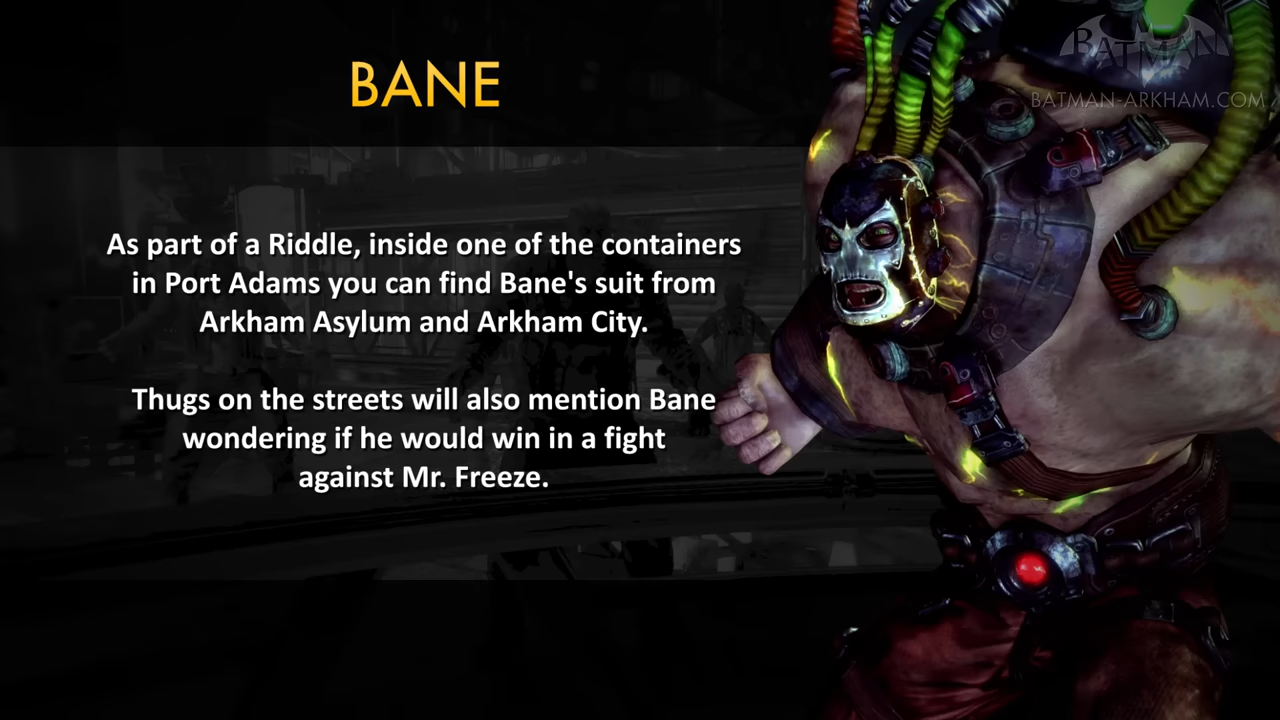 BATMAN
BATMAN-ARKHAM.COM
BANE
As part of a Riddle, inside one of the containers
in Port Adams you can find Bane's suit from
Arkham Asylum and Arkham City.
Thugs on the streets will also mention Bane
wondering if he would win in a fight
against Mr. Freeze.